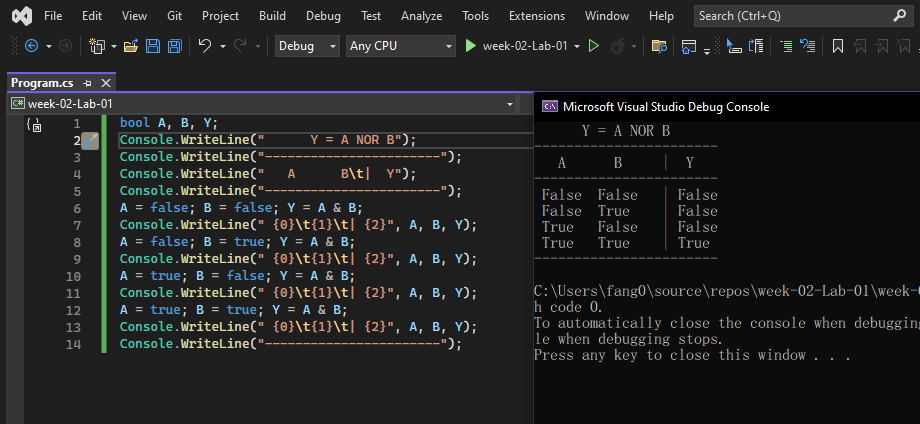 File Edit View Git Project Build Debug Test Analyze Tools Extensions Window Help Search (Ctrl+Q)
Debug Any CPU week-02-Lab-01
Program.cs
C# week-02-Lab-01
1 bool A, B, Y;
2 Console.WriteLine("      Y = A NOR B");
3 Console.WriteLine("-----------------------");
4 Console.WriteLine("   A      B\t|  Y");
5 Console.WriteLine("-----------------------");
6 A = false; B = false; Y = A & B;
7 Console.WriteLine(" {0}\t{1}\t| {2}", A, B, Y);
8 A = false; B = true; Y = A & B;
9 Console.WriteLine(" {0}\t{1}\t| {2}", A, B, Y);
10 A = true; B = false; Y = A & B;
11 Console.WriteLine(" {0}\t{1}\t| {2}", A, B, Y);
12 A = true; B = true; Y = A & B;
13 Console.WriteLine(" {0}\t{1}\t| {2}", A, B, Y);
14 Console.WriteLine("-----------------------");
Microsoft Visual Studio Debug Console
Y = A NOR B
-----------------------
A B | Y
-----------------------
False False | False
False True | False
True False | False
True True | True
-----------------------
C:\Users\fang0\source\repos\week-02-Lab-01\week-0
h code 0.
To automatically close the console when debugging
le when debugging stops.
Press any key to close this window . . .